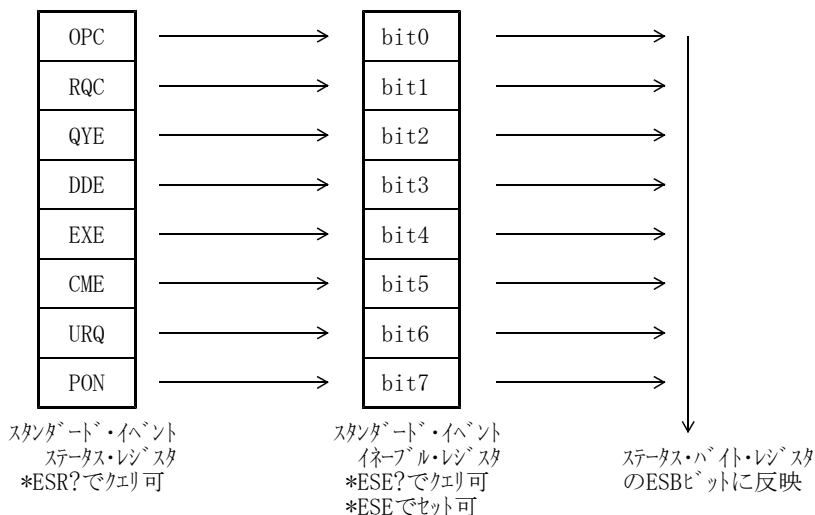 OPC
bit0
RQC
bit1
QYE
bit2
DDE
bit3
EXE
bit4
CME
bit5
URQ
bit6
PON
bit7
ｽﾀﾝﾀﾞｰﾄﾞ・ｲﾍﾞﾝﾄ
ｽﾃｰﾀｽ・ﾚｼﾞｽﾀ
*ESR?でｸｴﾘ可
ｽﾀﾝﾀﾞｰﾄﾞ・ｲﾍﾞﾝﾄ
ｲﾈｰﾌﾞﾙ・ﾚｼﾞｽﾀ
*ESE?でｸｴﾘ可
*ESEでｾｯﾄ可
ｽﾃｰﾀｽ・ﾊﾞｲﾄ・ﾚｼﾞｽﾀ
のESBﾋﾞｯﾄに反映